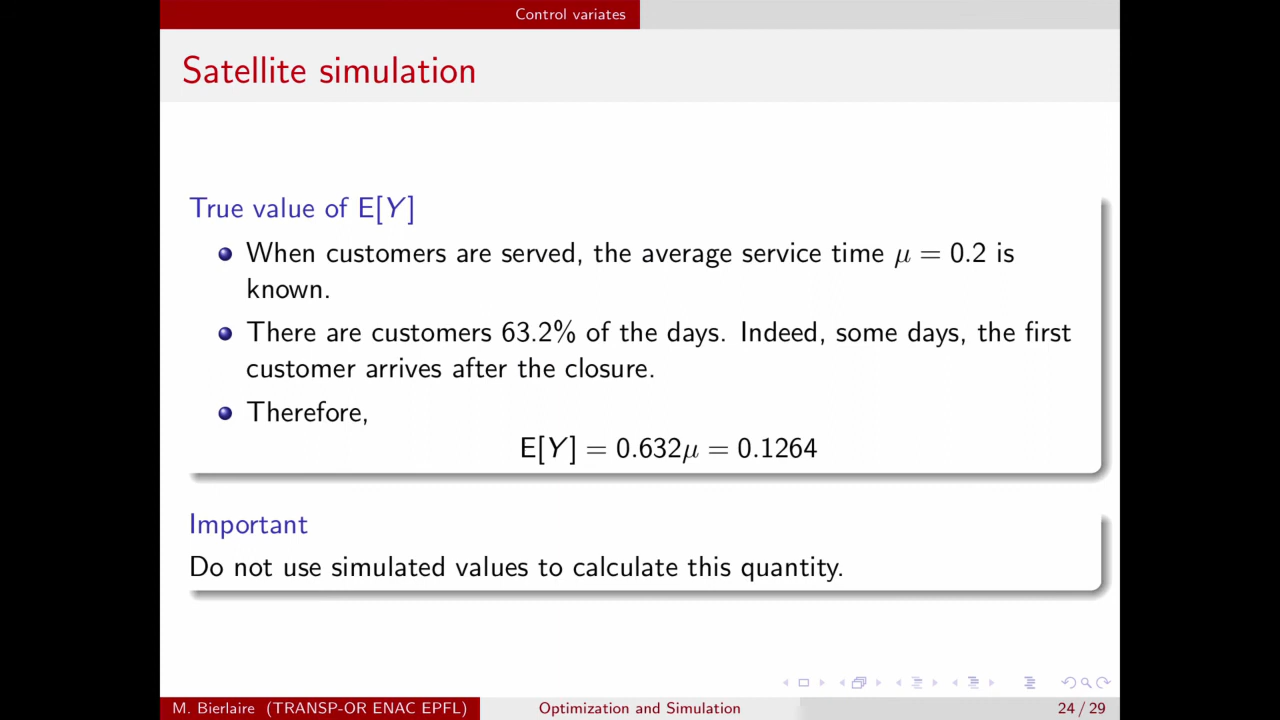 Control variates
Satellite simulation
True value of E[Y]
When customers are served, the average service time μ = 0.2 is
known.
There are customers 63.2% of the days. Indeed, some days, the first
customer arrives after the closure.
Therefore,
E[Y] = 0.632μ = 0.1264
Important
Do not use simulated values to calculate this quantity.
M. Bierlaire (TRANSP-OR ENAC EPFL)
Optimization and Simulation
24 / 29